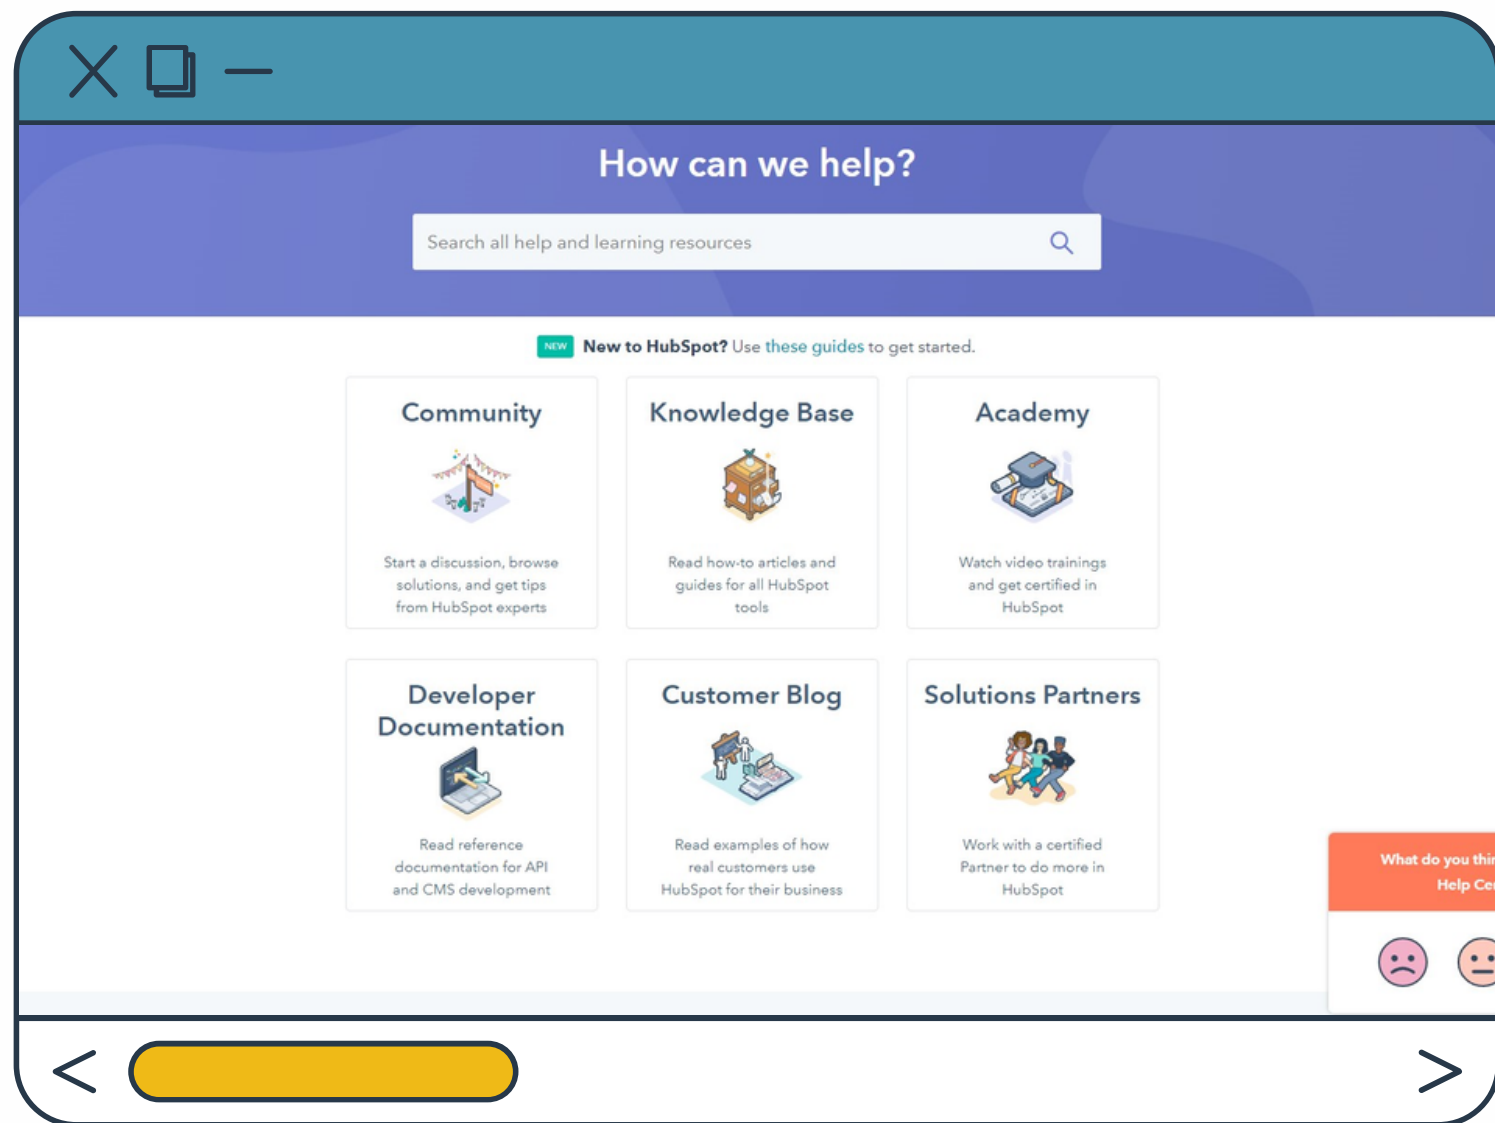 How can we help?
Search all help and learning resources
NEW New to HubSpot? Use these guides to get started.
Community
Start a discussion, browse
solutions, and get tips
from HubSpot experts
Knowledge Base
Read how-to articles and
guides for all HubSpot
tools
Academy
Watch video trainings
and get certified in
HubSpot
Developer
Documentation
Read reference
documentation for API
and CMS development
Customer Blog
Read examples of how
real customers use
HubSpot for their business
Solutions Partners
Work with a certified
Partner to do more in
HubSpot
What do you thin
Help Cen